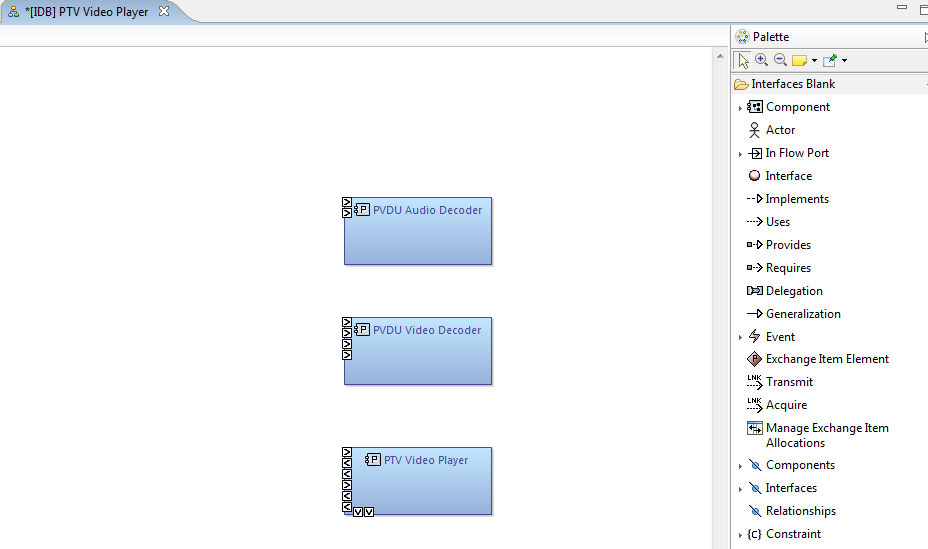 *[IDB] PTV Video Player
Palette
Interfaces Blank
Component
Actor
In Flow Port
Interface
Implements
Uses
Provides
Requires
Delegation
Generalization
Event
Exchange Item Element
LNK
Transmit
LNK
Acquire
Manage Exchange Item
Allocations
Components
Interfaces
Relationships
{c} Constraint
P PVDU Audio Decoder
P PVDU Video Decoder
P PTV Video Player